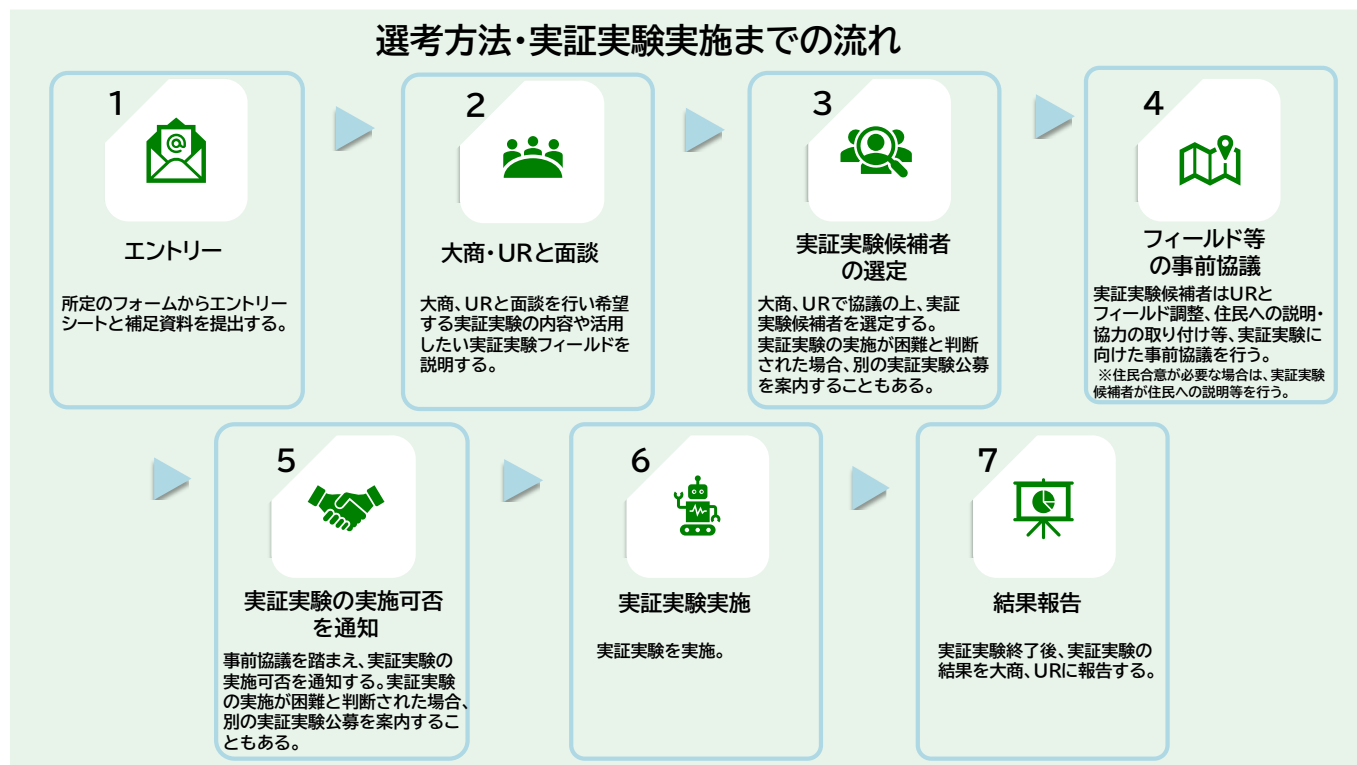 選考方法・実証実験実施までの流れ
1
エントリー
所定のフォームからエントリー
シートと補足資料を提出する。
2
大商・URと面談
大商、URと面談を行い希望
する実証実験の内容や活用
したい実証実験フィールドを
説明する。
3
実証実験候補者
の選定
大商、URで協議の上、実証
実験候補者を選定する。
実証実験の実施が困難と判断
された場合、別の実証実験公募
を案内することもある。
4
フィールド等
の事前協議
実証実験候補者はURと
フィールド調整、住民への説明・
協力の取り付け等、実証実験に
向けた事前協議を行う。
※住民合意が必要な場合は、実証実験
候補者が住民への説明等を行う。
5
実証実験の実施可否
を通知
事前協議を踏まえ、実証実験の
実施可否を通知する。実証実験
の実施が困難と判断された場合、
別の実証実験公募を案内するこ
ともある。
6
実証実験実施
実証実験を実施。
7
結果報告
実証実験終了後、実証実験の
結果を大商、URに報告する。